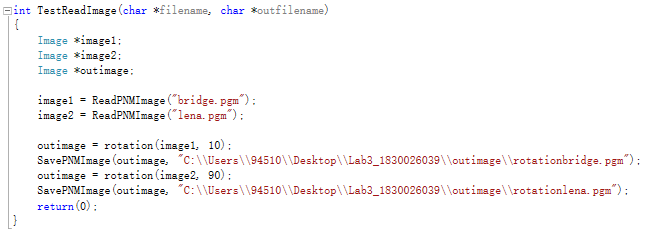 int TestReadImage(char *filename, char *outfilename)
{
    Image *image1;
    Image *image2;
    Image *outimage;

    image1 = ReadPNMImage("bridge.pgm");
    image2 = ReadPNMImage("lena.pgm");

    outimage = rotation(image1, 10);
    SavePNMImage(outimage, "C:\\Users\\94510\\Desktop\\Lab3_1830026039\\outimage\\rotationbridge.pgm");
    outimage = rotation(image2, 90);
    SavePNMImage(outimage, "C:\\Users\\94510\\Desktop\\Lab3_1830026039\\outimage\\rotationlena.pgm");
    return(0);
}